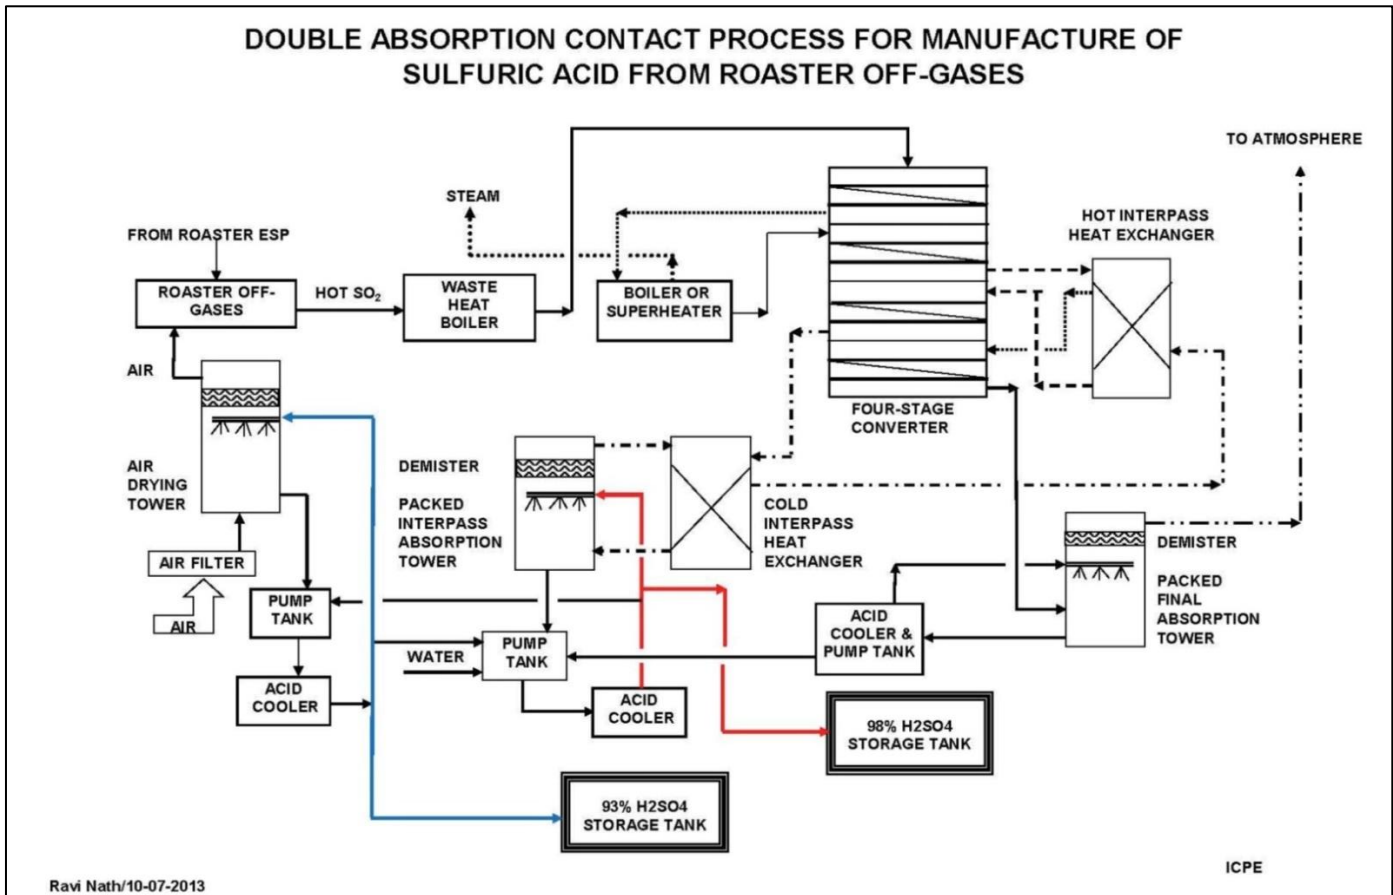 DOUBLE ABSORPTION CONTACT PROCESS FOR MANUFACTURE OF
SULFURIC ACID FROM ROASTER OFF-GASES
TO ATMOSPHERE
STEAM
HOT INTERPASS
HEAT EXCHANGER
FROM ROASTER ESP
ROASTER OFF-
GASES
HOT SO₂
WASTE
HEAT
BOILER
BOILER OR
SUPERHEATER
AIR
FOUR-STAGE
CONVERTER
AIR
DRYING
TOWER
DEMISTER
PACKED
INTERPASS
ABSORPTION
TOWER
COLD
INTERPASS
HEAT
EXCHANGER
DEMISTER
PACKED
FINAL
ABSORPTION
TOWER
AIR FILTER
AIR
PUMP
TANK
ACID
COOLER
WATER
PUMP
TANK
ACID
COOLER
ACID
COOLER &
PUMP TANK
98% H2SO4
STORAGE TANK
93% H2SO4
STORAGE TANK
ICPE
Ravi Nath/10-07-2013